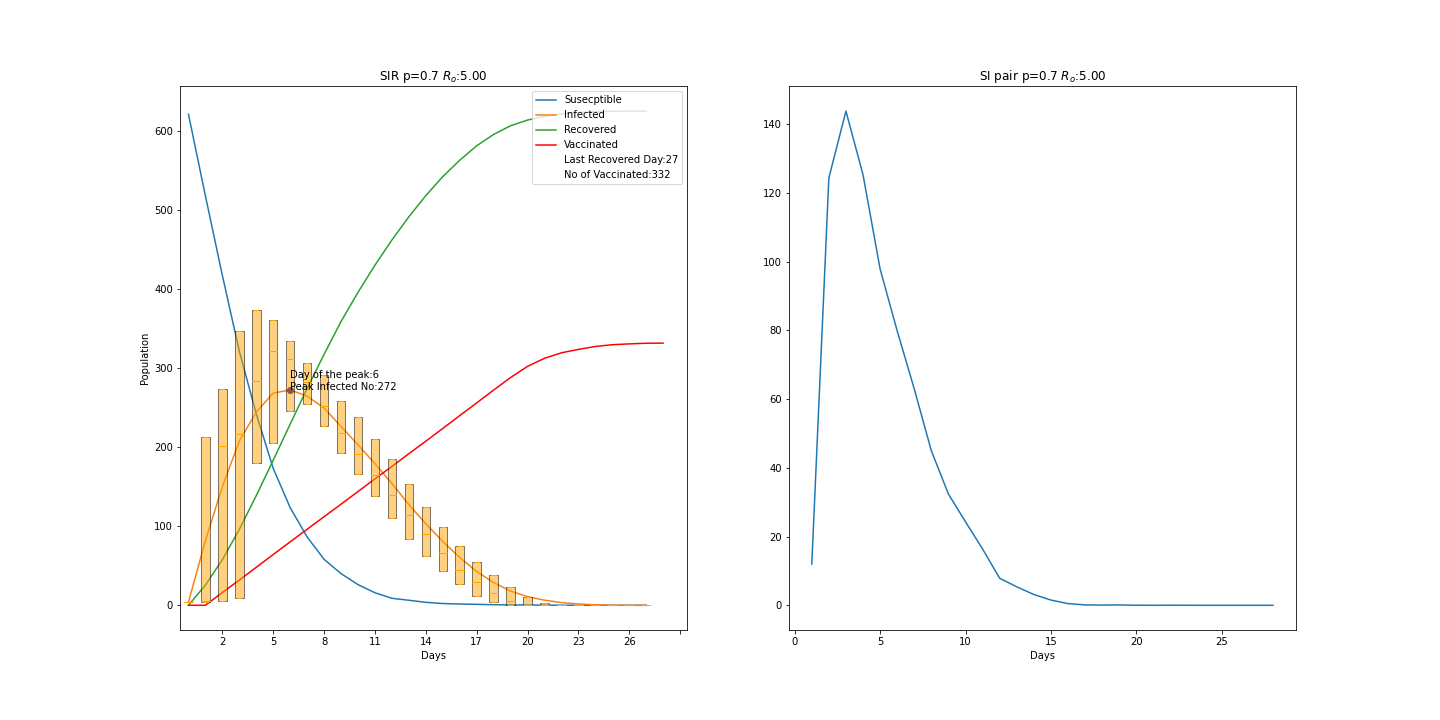 SIR p=0.7 Rₒ:5.00
Susecptible
Infected
Recovered
Vaccinated
Last Recovered Day:27
No of Vaccinated:332
600
500
400
300
200
100
0
Population
Day of the peak:6
Peak Infected No:272
2 5 8 11 14 17 20 23 26
Days
SI pair p=0.7 Rₒ:5.00
140
120
100
80
60
40
20
0
0 5 10 15 20 25
Days